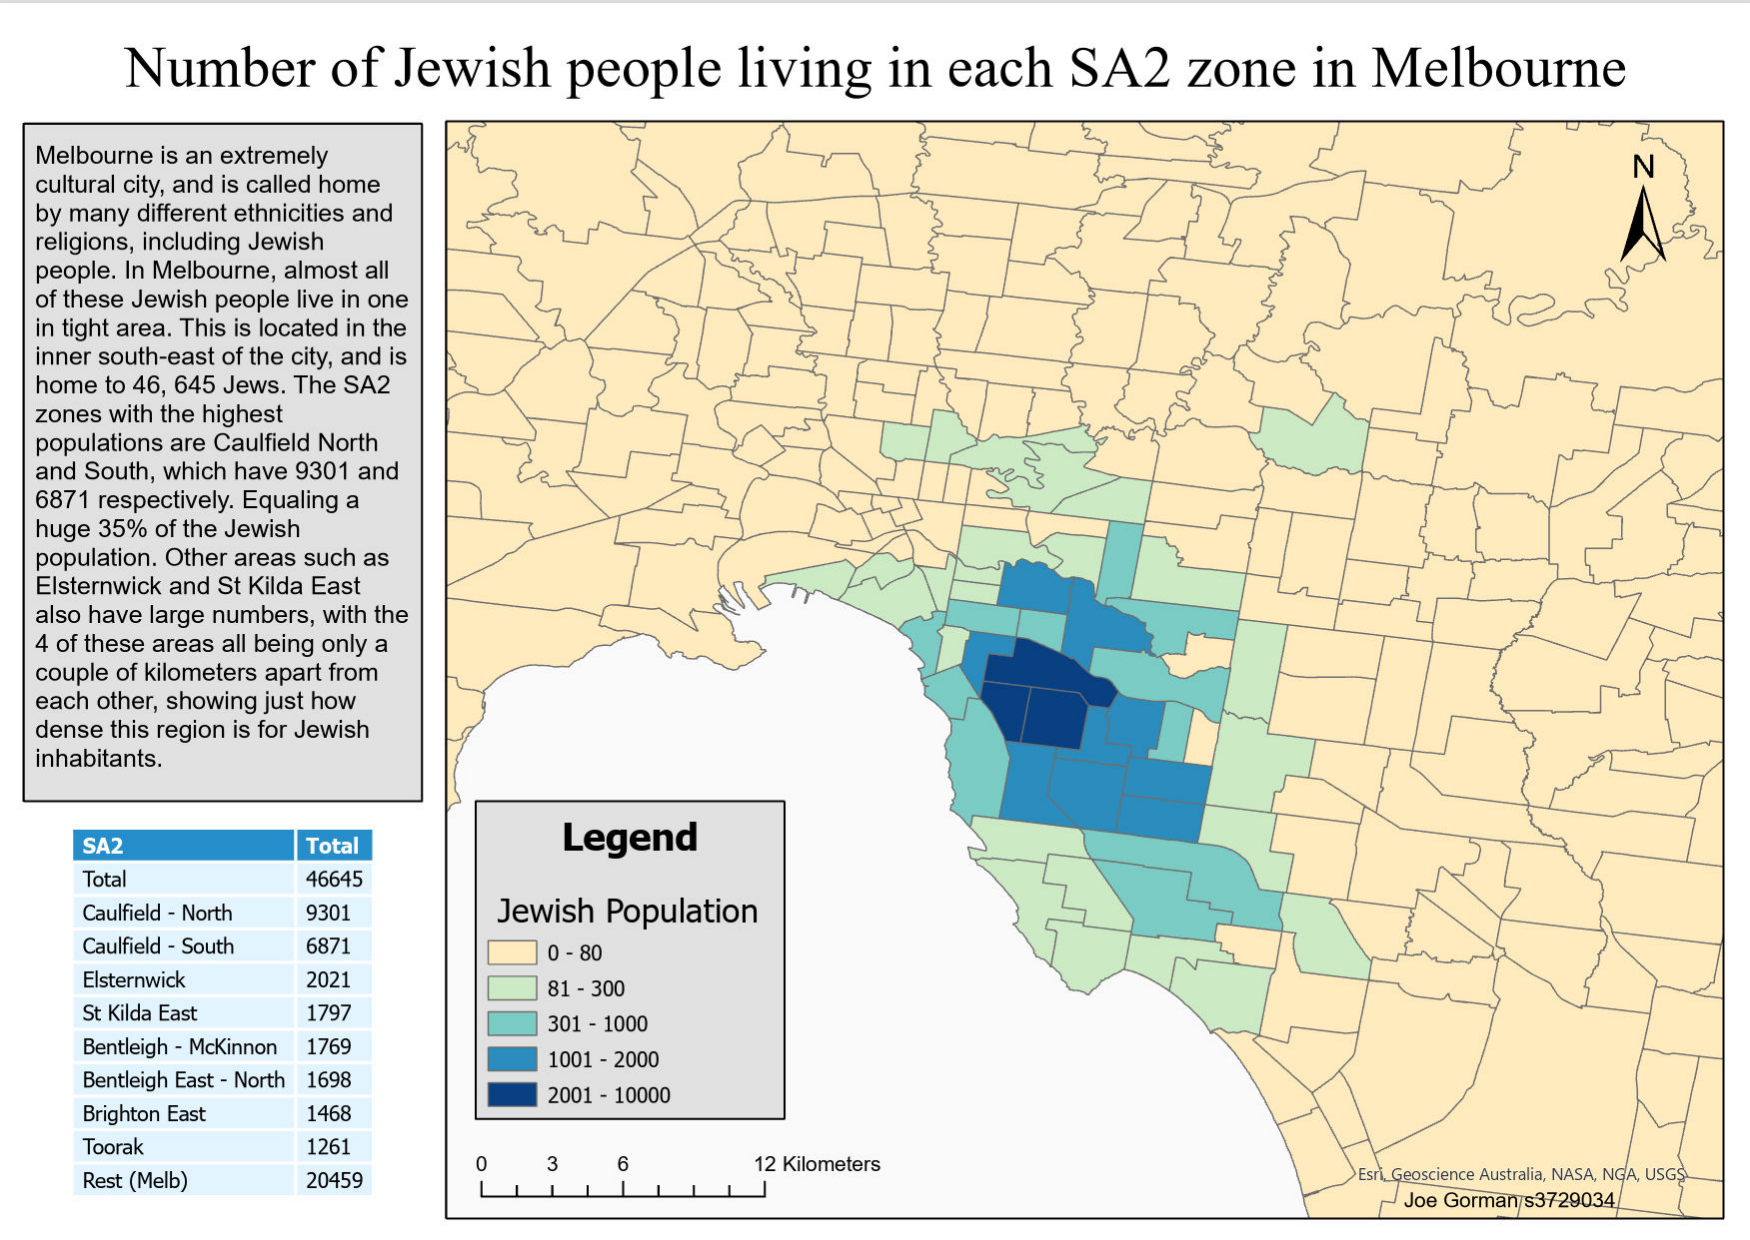 Number of Jewish people living in each SA2 zone in Melbourne
Melbourne is an extremely
cultural city, and is called home
by many different ethnicities and
religions, including Jewish
people. In Melbourne, almost all
of these Jewish people live in one
in tight area. This is located in the
inner south-east of the city, and is
home to 46, 645 Jews. The SA2
zones with the highest
populations are Caulfield North
and South, which have 9301 and
6871 respectively. Equaling a
huge 35% of the Jewish
population. Other areas such as
Elsternwick and St Kilda East
also have large numbers, with the
4 of these areas all being only a
couple of kilometers apart from
each other, showing just how
dense this region is for Jewish
inhabitants.
SA2 Total
Total 46645
Caulfield - North 9301
Caulfield - South 6871
Elsternwick 2021
St Kilda East 1797
Bentleigh - McKinnon 1769
Bentleigh East - North 1698
Brighton East 1468
Toorak 1261
Rest (Melb) 20459
N
Legend
Jewish Population
0 - 80
81 - 300
301 - 1000
1001 - 2000
2001 - 10000
0 3 6 12 Kilometers
Esri, Geoscience Australia, NASA, NGA, USGS
Joe Gorman s3729034